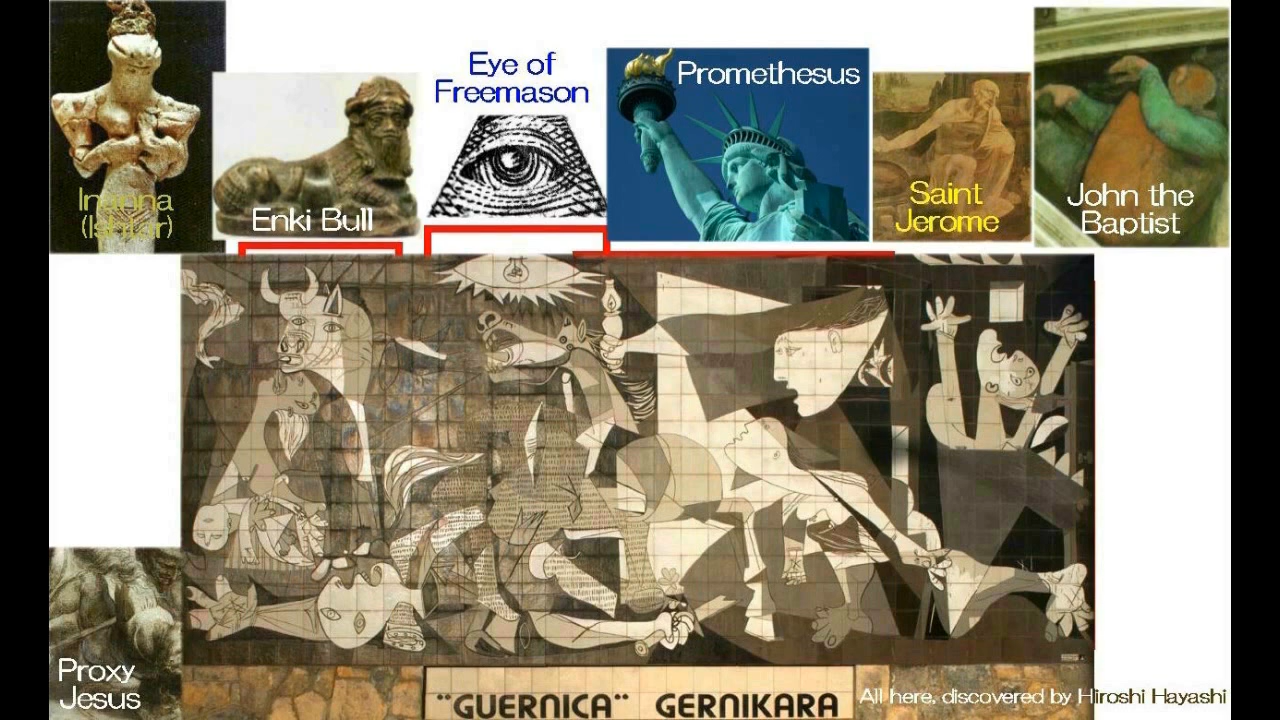 Eye of
Freemason
Promethesus
Inanna
(Ishtar)
Enki Bull
Saint
Jerome
John the
Baptist
Proxy
Jesus
"GUERNICA" GERNIKARA
All here, discovered by Hiroshi Hayashi